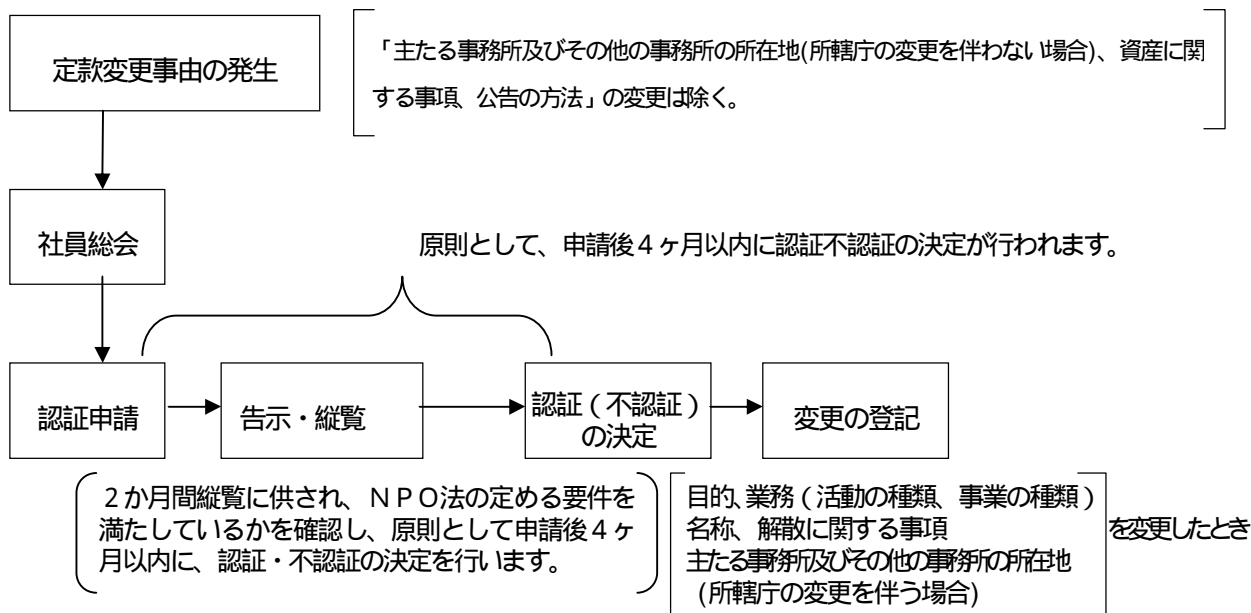 定款変更事由の発生
「主たる事務所及びその他の事務所の所在地(所轄庁の変更を伴わない場合)、資産に関
する事項、公告の方法」の変更は除く。
社員総会
原則として、申請後４ヶ月以内に認証不認証の決定が行われます。
認証申請
告示・縦覧
認証（不認証）
の決定
変更の登記
２か月間縦覧に供され、ＮＰＯ法の定める要件を
満たしているかを確認し、原則として申請後４ヶ
月以内に、認証・不認証の決定を行います。
目的、業務（活動の種類、事業の種類）
名称、解散に関する事項
主たる事務所及びその他の事務所の所在地
(所轄庁の変更を伴う場合)
を変更したとき